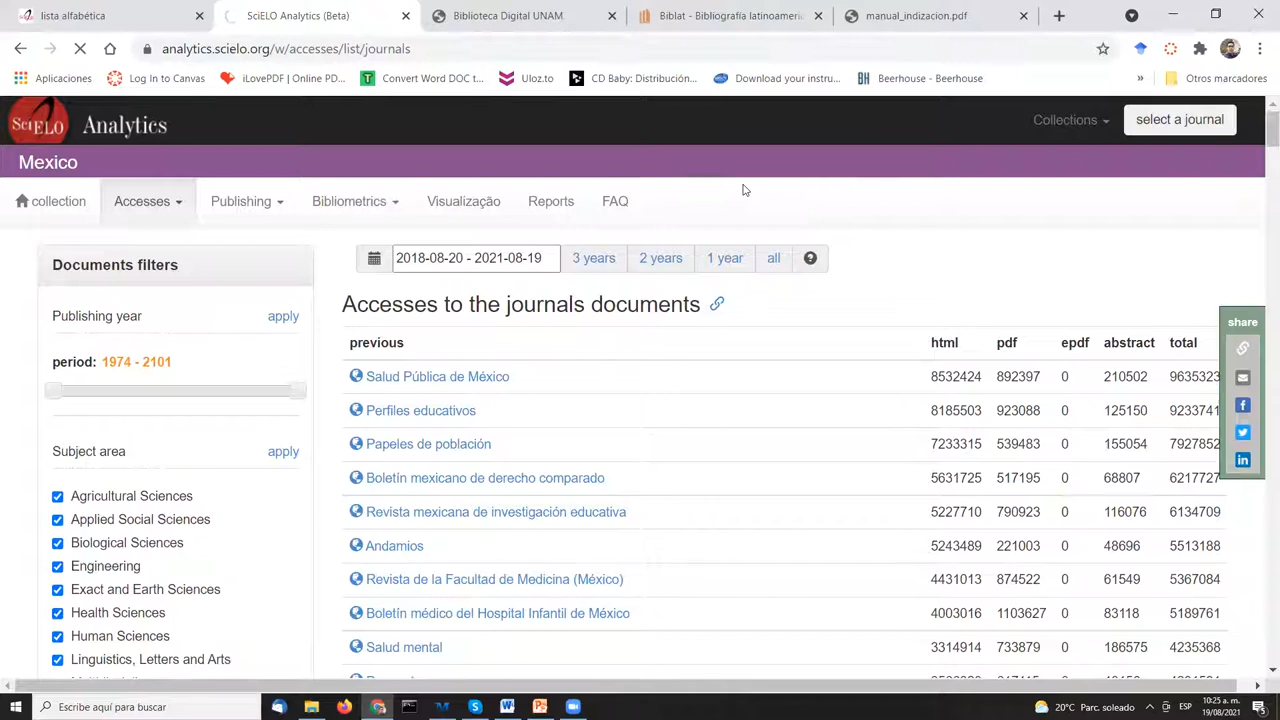 lista alfabética
SciELO Analytics (Beta)
Biblioteca Digital UNAM
Biblat - Bibliografía latinoameri
manual_indizacion.pdf
analytics.scielo.org/w/accesses/list/journals
Aplicaciones
Log In to Canvas
iLovePDF | Online PD...
Convert Word DOC t...
Uloz.to
CD Baby: Distribución...
Download your instru...
Beerhouse - Beerhouse
»
Otros marcadores
SciELO Analytics
Collections
select a journal
Mexico
collection
Accesses
Publishing
Bibliometrics
Visualização
Reports
FAQ
Documents filters
Publishing year apply
period: 1974 - 2101
Subject area apply
Agricultural Sciences
Applied Social Sciences
Biological Sciences
Engineering
Exact and Earth Sciences
Health Sciences
Human Sciences
Linguistics, Letters and Arts
2018-08-20 - 2021-08-19 3 years 2 years 1 year all ?
Accesses to the journals documents
previous html pdf epdf abstract total
Salud Pública de México 8532424 892397 0 210502 9635323
Perfiles educativos 8185503 923088 0 125150 9233741
Papeles de población 7233315 539483 0 155054 7927852
Boletín mexicano de derecho comparado 5631725 517195 0 68807 6217727
Revista mexicana de investigación educativa 5227710 790923 0 116076 6134709
Andamios 5243489 221003 0 48696 5513188
Revista de la Facultad de Medicina (México) 4431013 874522 0 61549 5367084
Boletín médico del Hospital Infantil de México 4003016 1103627 0 83118 5189761
Salud mental 3314914 733879 0 186575 4235368
share
Escribe aquí para buscar
20°C Parc. soleado
ESP
10:25 a. m.
19/08/2021